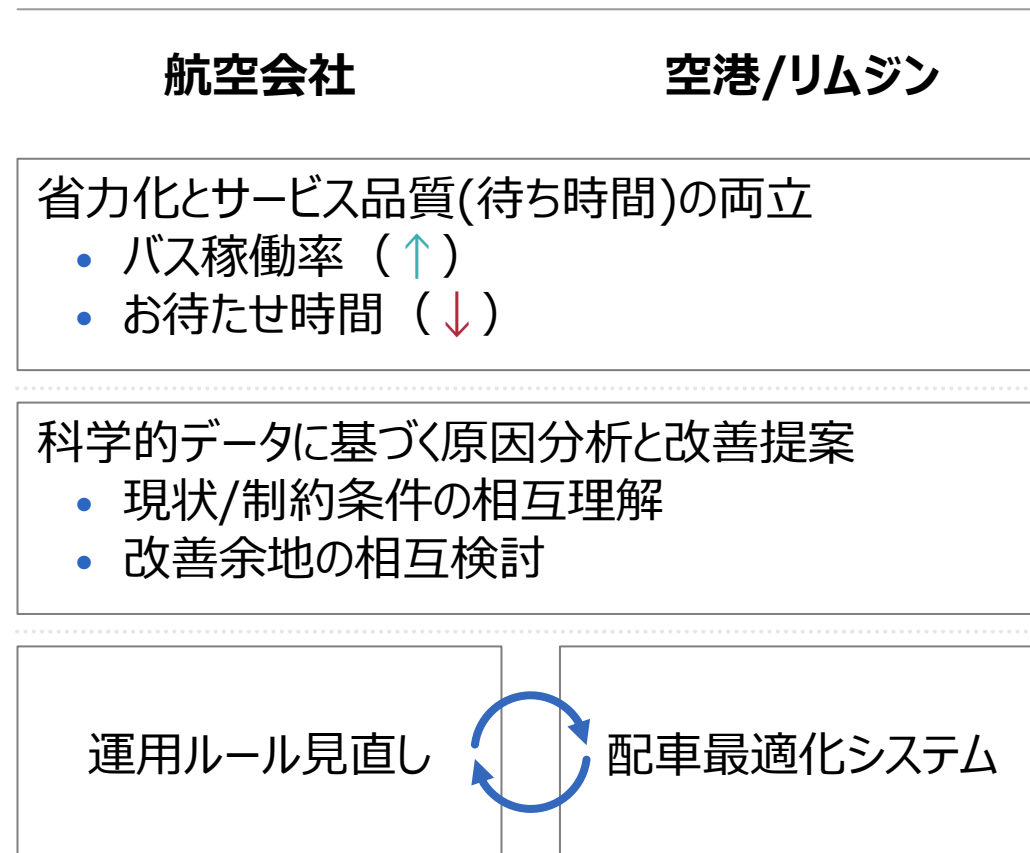 航空会社
空港/リムジン
省力化とサービス品質(待ち時間)の両立
• バス稼働率（↑）
• お待たせ時間（↓）
科学的データに基づく原因分析と改善提案
• 現状/制約条件の相互理解
• 改善余地の相互検討
運用ルール見直し
配車最適化システム